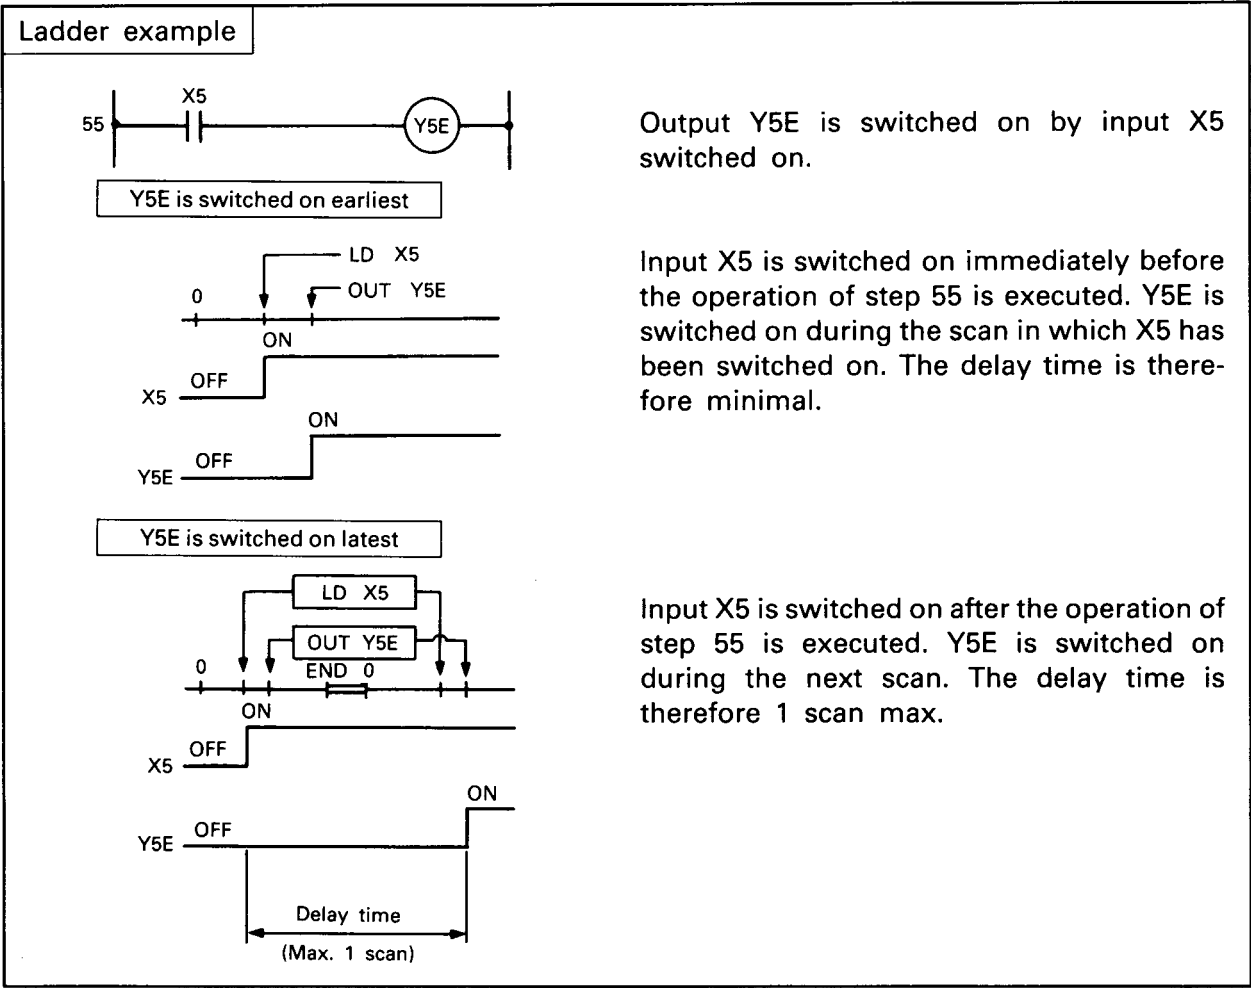 Ladder example
X5
55
Y5E
Output Y5E is switched on by input X5
switched on.
Y5E is switched on earliest
LD X5
OUT Y5E
0
ON
OFF
X5
ON
OFF
Y5E
Input X5 is switched on immediately before
the operation of step 55 is executed. Y5E is
switched on during the scan in which X5 has
been switched on. The delay time is there-
fore minimal.
Y5E is switched on latest
LD X5
OUT Y5E
0
END 0
ON
OFF
X5
ON
OFF
Y5E
Delay time
(Max. 1 scan)
Input X5 is switched on after the operation of
step 55 is executed. Y5E is switched on
during the next scan. The delay time is
therefore 1 scan max.